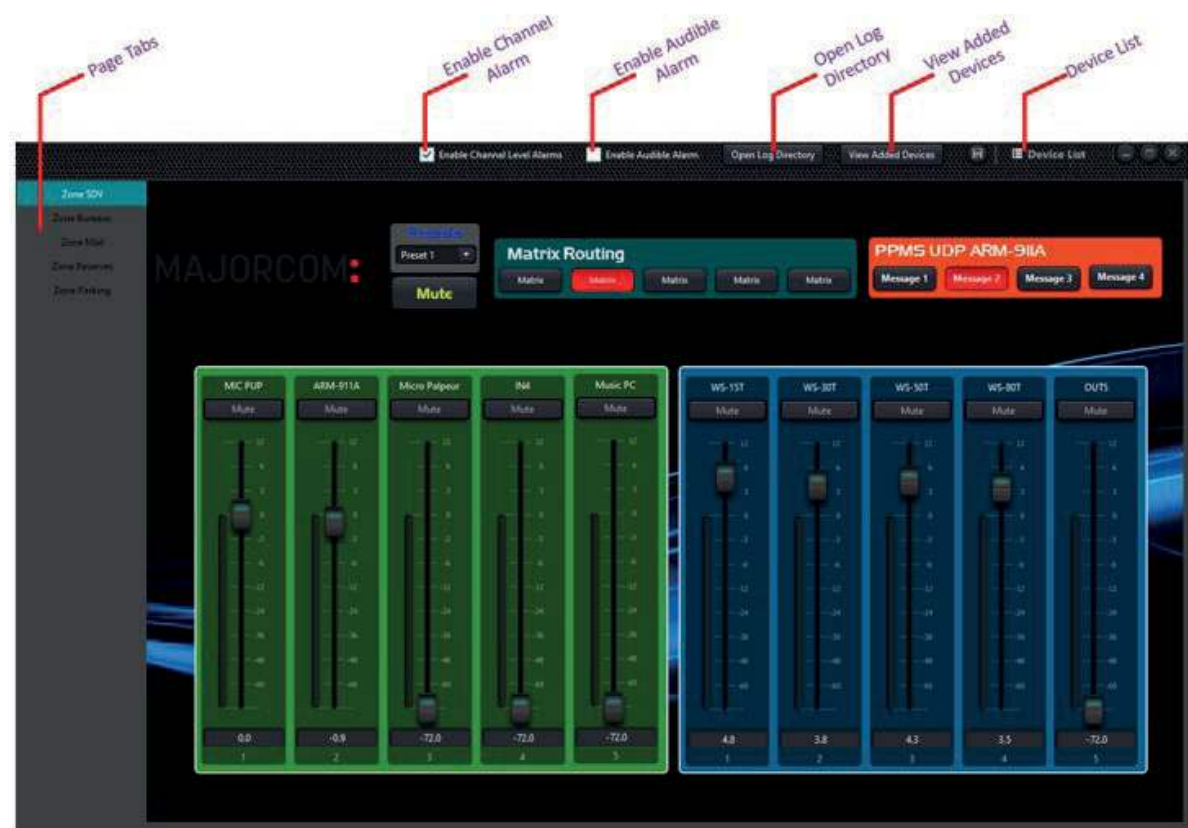 Page Tabs
Enable Channel
Alarm
Enable Audible
Alarm
Open Log
Directory
View Added
Devices
Device List
Enable Channel Level Alarms
Enable Audible Alarm
Open Log Directory
View Added Devices
Device List
Zone SDV
Zone Bureaux
Zone Mail
Zone Reserves
Zone Parking
MAJORCOM:
Presets
Preset 1
Mute
Matrix Routing
Matrix Matrix Matrix Matrix Matrix
PPMS UDP ARM-911A
Message 1 Message 2 Message 3 Message 4
MIC PUP ARM-911A Micro Palpeur IN4 Music PC
Mute Mute Mute Mute Mute
0.0 -0.9 -72.0 -72.0 -72.0
1 2 3 4 5
WS-15T WS-30T WS-50T WS-80T OUT5
Mute Mute Mute Mute Mute
4.8 3.8 4.3 3.5 -72.0
1 2 3 4 5